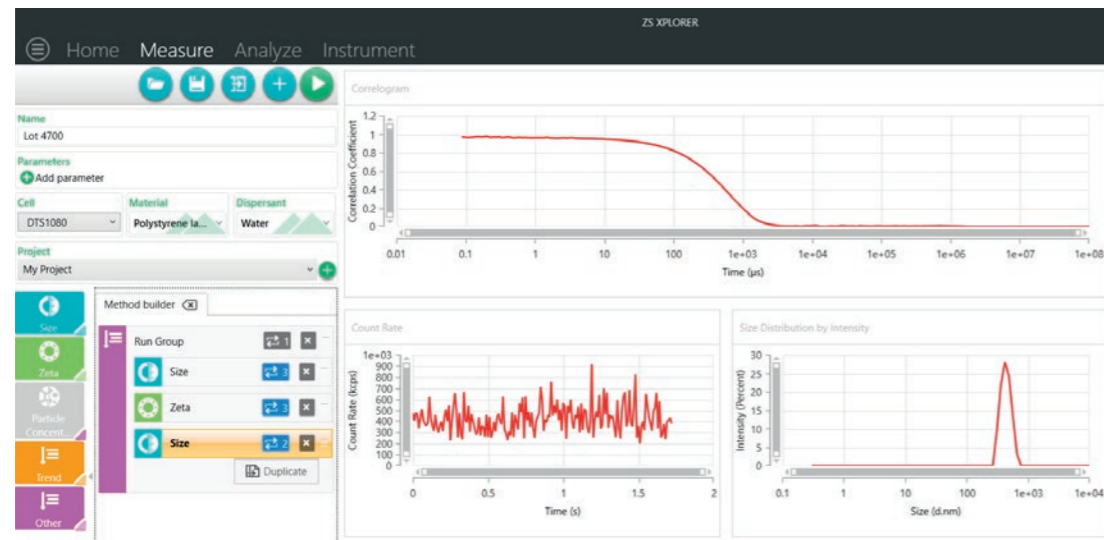 ZS XPLORER
Home Measure Analyze Instrument
Name
Lot 4700
Parameters
Add parameter
Cell Material Dispersant
DTS1080 Polystyrene la... Water
Project
My Project
Size
Zeta
Particle
Concent...
Trend
Other
Method builder
Run Group 1
Size 3
Zeta 3
Size 2
Duplicate
Correlogram
Correlation Coefficient
1.2
1
0.8
0.6
0.4
0.2
0
0.01 0.1 1 10 100 1e+03 1e+04 1e+05 1e+06 1e+07 1e+08
Time (µs)
Count Rate
Count Rate (kcps)
1e+03
900
800
700
600
500
400
300
200
100
0
0 0.5 1 1.5 2
Time (s)
Size Distribution by Intensity
Intensity (Percent)
30
25
20
15
10
5
0
0.1 1 10 100 1e+03 1e+04
Size (d.nm)